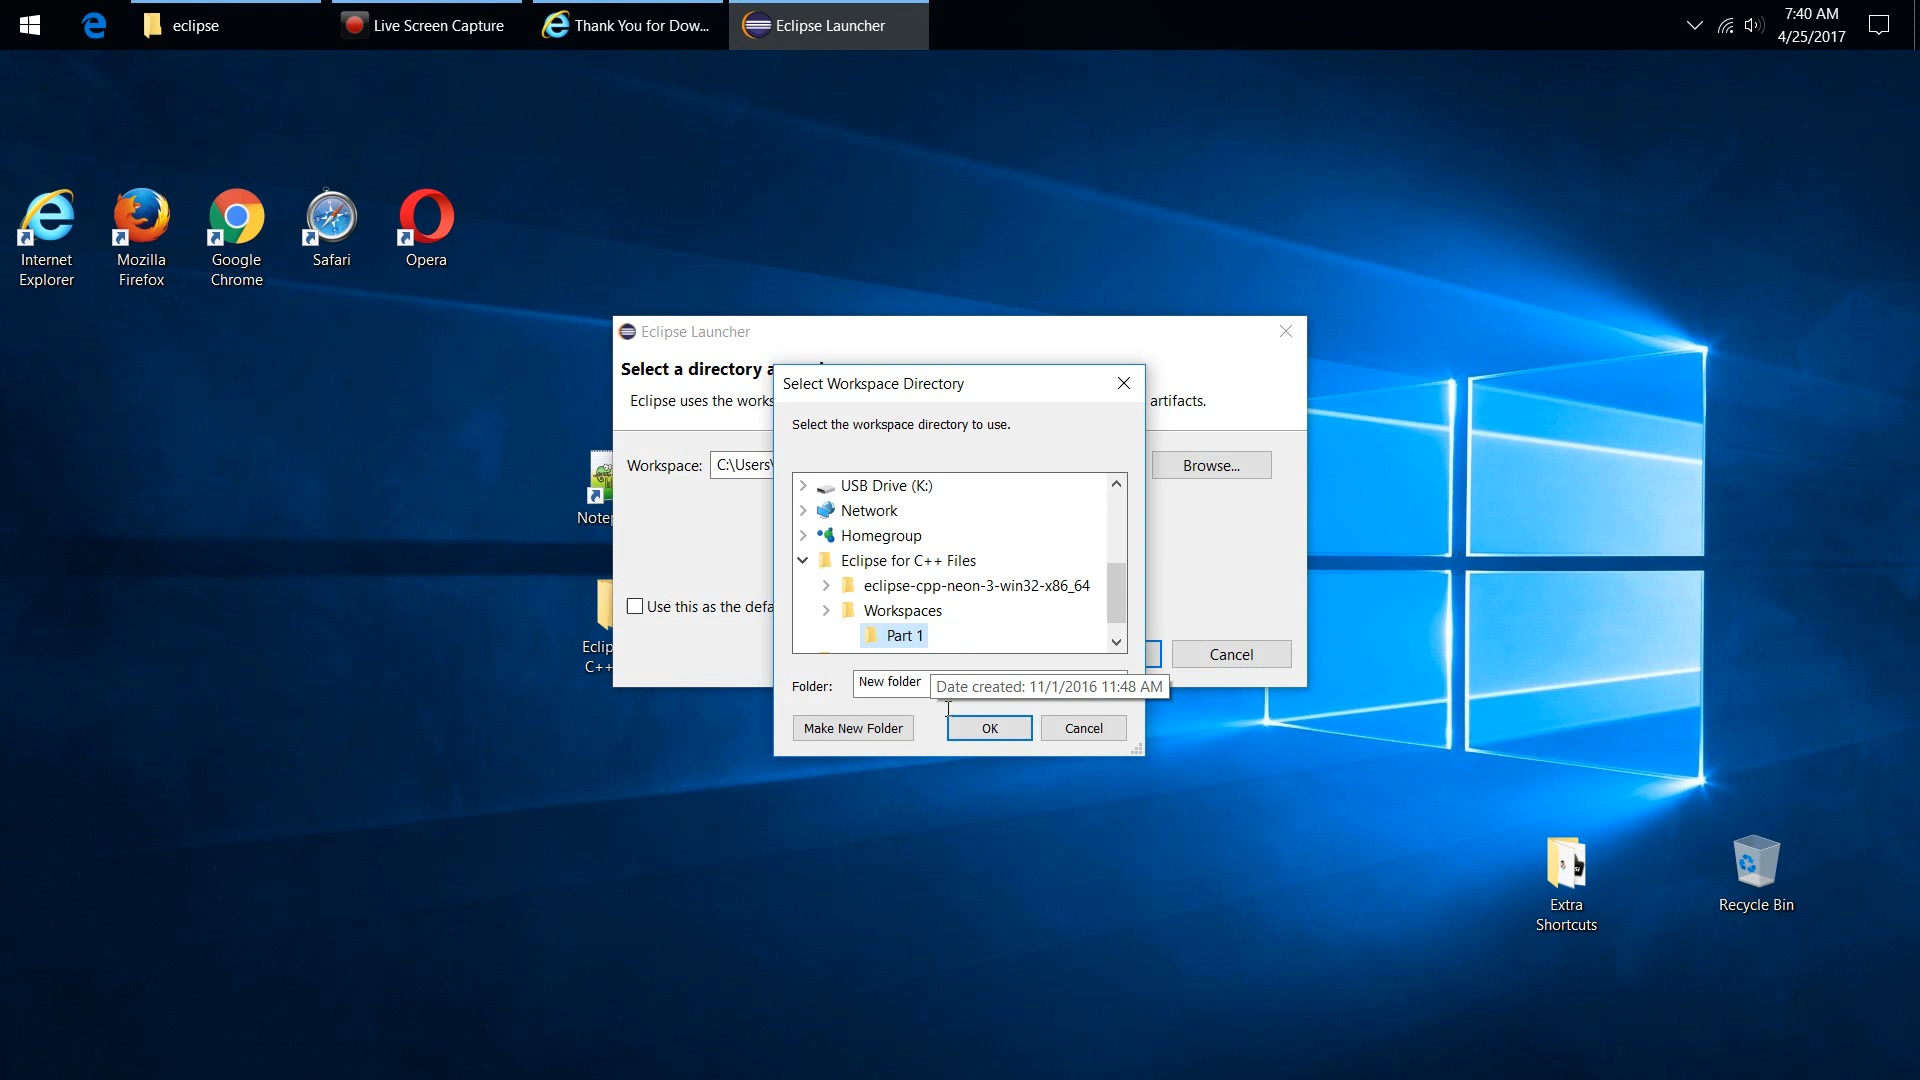 eclipse
Live Screen Capture
Thank You for Dow...
Eclipse Launcher
7:40 AM
4/25/2017
Internet
Explorer
Mozilla
Firefox
Google
Chrome
Safari
Opera
Eclipse Launcher
Select a directory a
Eclipse uses the works
artifacts.
Select Workspace Directory
Select the workspace directory to use.
Workspace:
C:\Users\
Browse...
USB Drive (K:)
Network
Homegroup
Eclipse for C++ Files
eclipse-cpp-neon-3-win32-x86_64
Workspaces
Part 1
Use this as the defa
Cancel
Folder:
New folder
Date created: 11/1/2016 11:48 AM
Make New Folder
OK
Cancel
Notep
Eclip
C++
Extra
Shortcuts
Recycle Bin